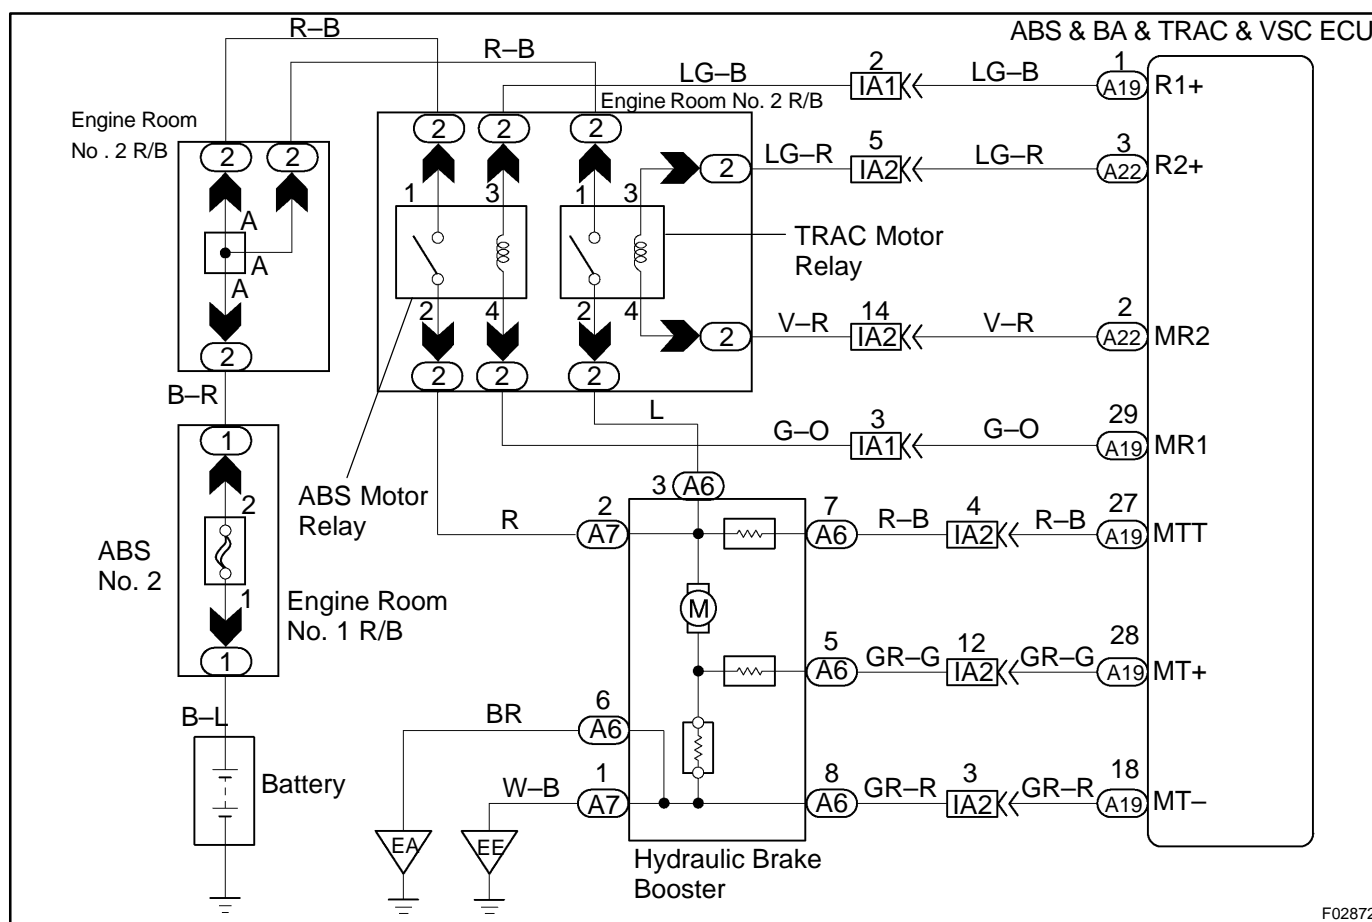 ABS & BA & TRAC & VSC ECU
R–B
R–B
LG–B
2
IA1
LG–B
1
A19
R1+
Engine Room
No . 2 R/B
Engine Room No. 2 R/B
2
2
2
2
2
2
LG–R
5
IA2
LG–R
3
A22
R2+
1
3
1
3
A
A
A
TRAC Motor
Relay
2
4
2
4
2
V–R
14
IA2
V–R
2
A22
MR2
2
2
2
2
B–R
L
G–O
3
IA1
G–O
29
A19
MR1
1
2
ABS
No. 2
1
Engine Room
No. 1 R/B
1
ABS Motor
Relay
3
A6
R
2
A7
7
A6
R–B
4
IA2
R–B
27
A19
MTT
M
5
A6
GR–G
12
IA2
GR–G
28
A19
MT+
B–L
Battery
BR
6
A6
W–B
1
A7
8
A6
GR–R
3
IA2
GR–R
18
A19
MT–
EA
EE
Hydraulic Brake
Booster
F02872